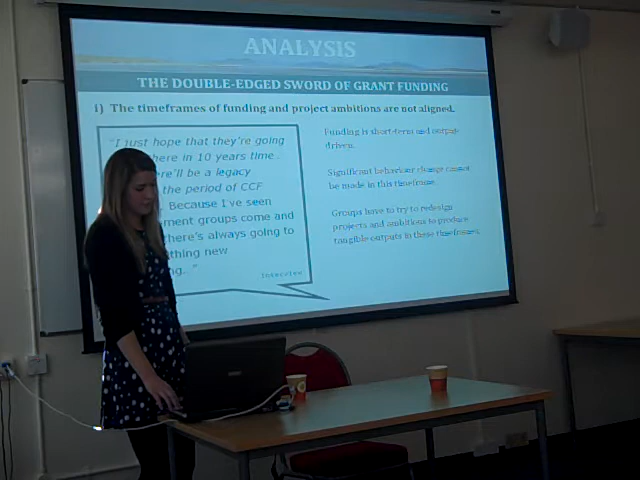 ANALYSIS
THE DOUBLE-EDGED SWORD OF GRANT FUNDING
i) The timeframes of funding and project ambitions are not aligned.
"I just hope that they're going
here in 10 years time.
re'll be a legacy
the period of CCF
Because I've seen
ment groups come and
there's always going to
thing new
g. "
Funding is short-term and output-
driven.
Significant behaviour change cannot
be made in this timeframe.
Groups have to try to redesign
projects and ambitions to produce
tangible outputs in these timeframes.